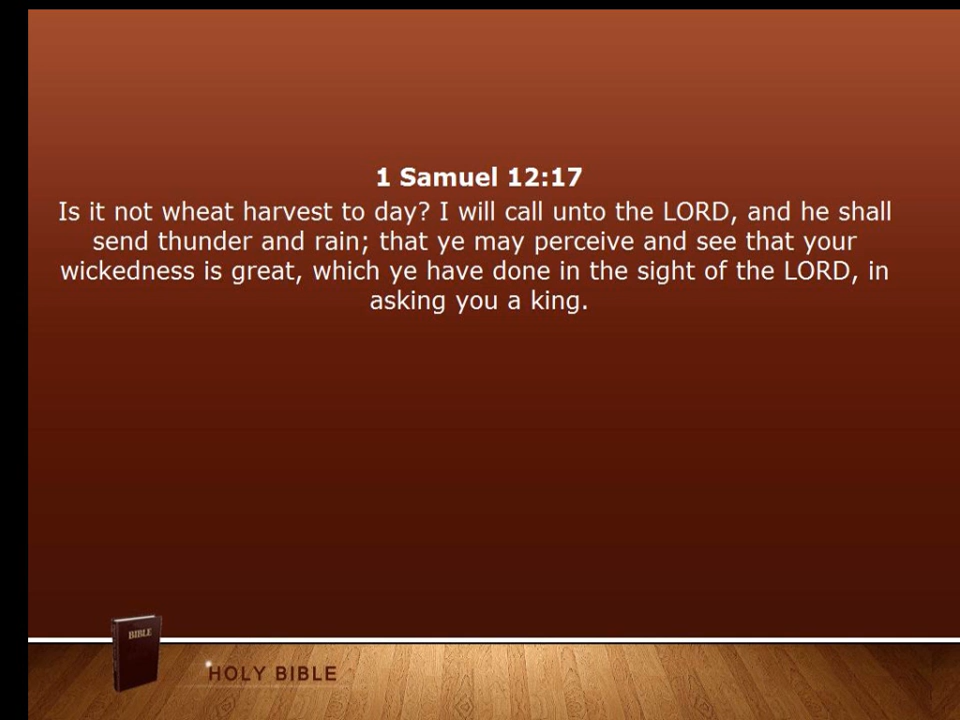 1 Samuel 12:17
Is it not wheat harvest to day? I will call unto the LORD, and he shall
send thunder and rain; that ye may perceive and see that your
wickedness is great, which ye have done in the sight of the LORD, in
asking you a king.
BIBLE
HOLY BIBLE